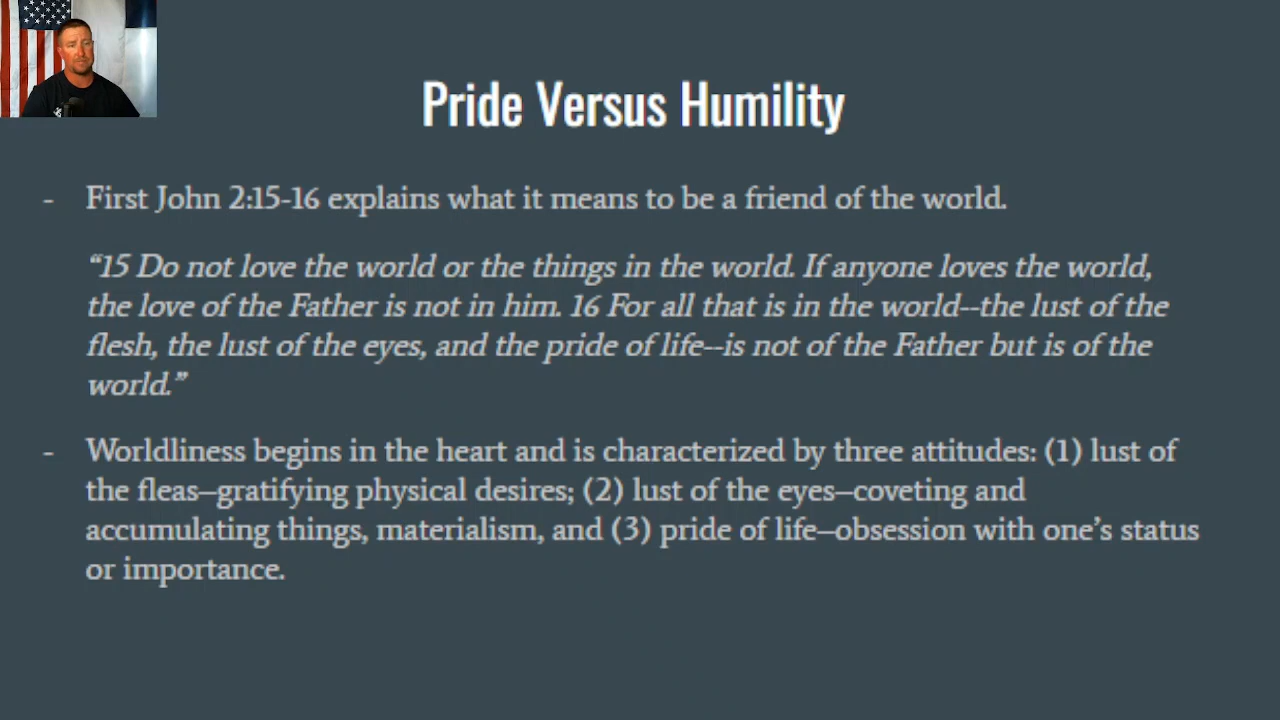 Pride Versus Humility
- First John 2:15-16 explains what it means to be a friend of the world.
“15 Do not love the world or the things in the world. If anyone loves the world,
the love of the Father is not in him. 16 For all that is in the world--the lust of the
flesh, the lust of the eyes, and the pride of life--is not of the Father but is of the
world.”
- Worldliness begins in the heart and is characterized by three attitudes: (1) lust of
the fleas—gratifying physical desires; (2) lust of the eyes—coveting and
accumulating things, materialism, and (3) pride of life—obsession with one’s status
or importance.